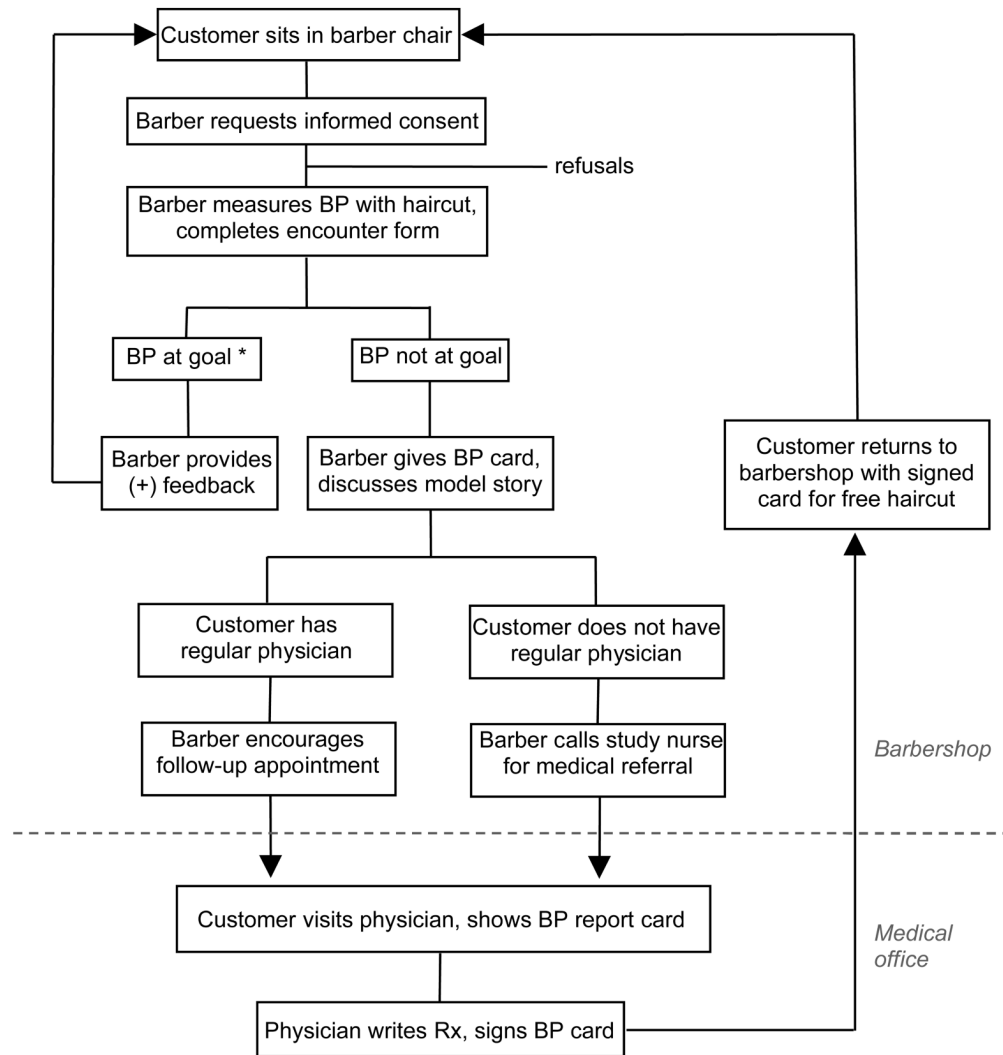 Customer sits in barber chair
Barber requests informed consent
refusals
Barber measures BP with haircut,
completes encounter form
BP at goal *
BP not at goal
Barber provides
(+) feedback
Barber gives BP card,
discusses model story
Customer returns to
barbershop with signed
card for free haircut
Customer has
regular physician
Customer does not have
regular physician
Barber encourages
follow-up appointment
Barber calls study nurse
for medical referral
Barbershop
Customer visits physician, shows BP report card
Medical
office
Physician writes Rx, signs BP card